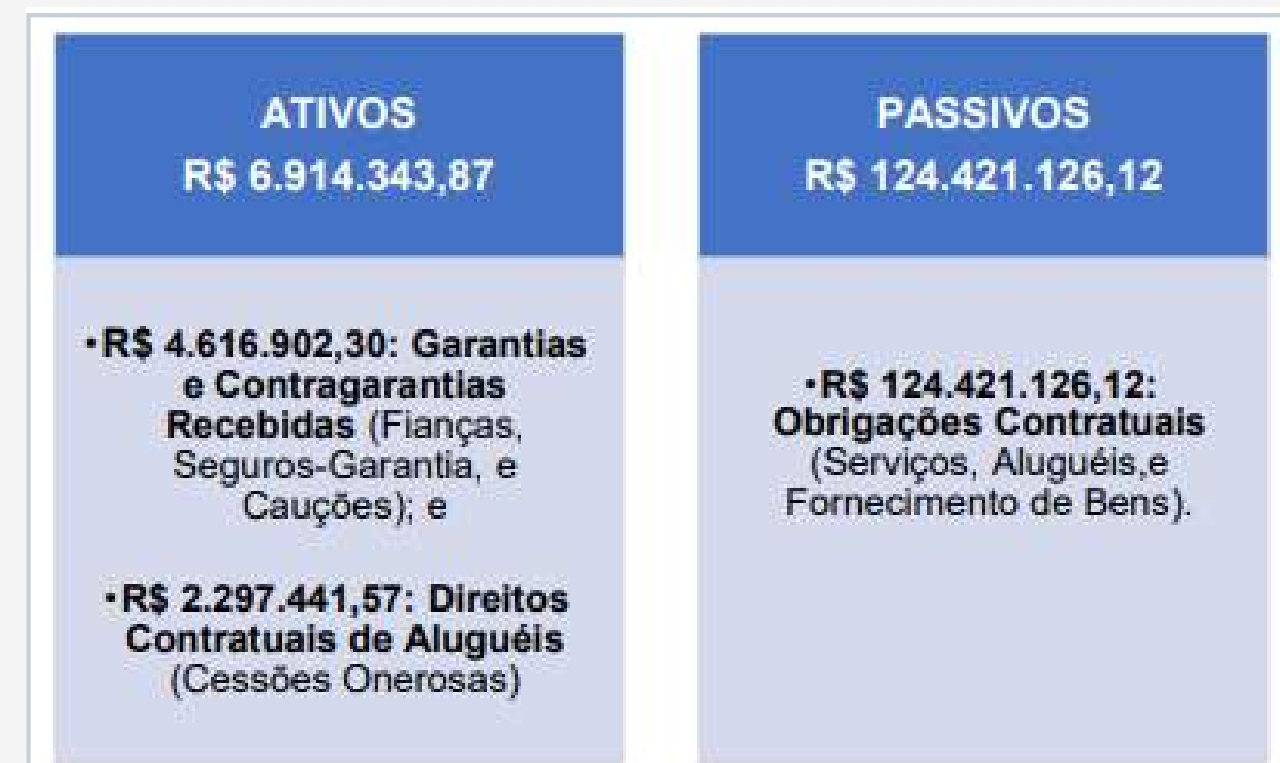 ATIVOS
R$ 6.914.343,87
•R$ 4.616.902,30: Garantias
e Contragarantias
Recebidas (Fianças,
Seguros-Garantia, e
Cauções); e
•R$ 2.297.441,57: Direitos
Contratuais de Aluguéis
(Cessões Onerosas)
PASSIVOS
R$ 124.421.126,12
•R$ 124.421.126,12:
Obrigações Contratuais
(Serviços, Aluguéis,e
Fornecimento de Bens).